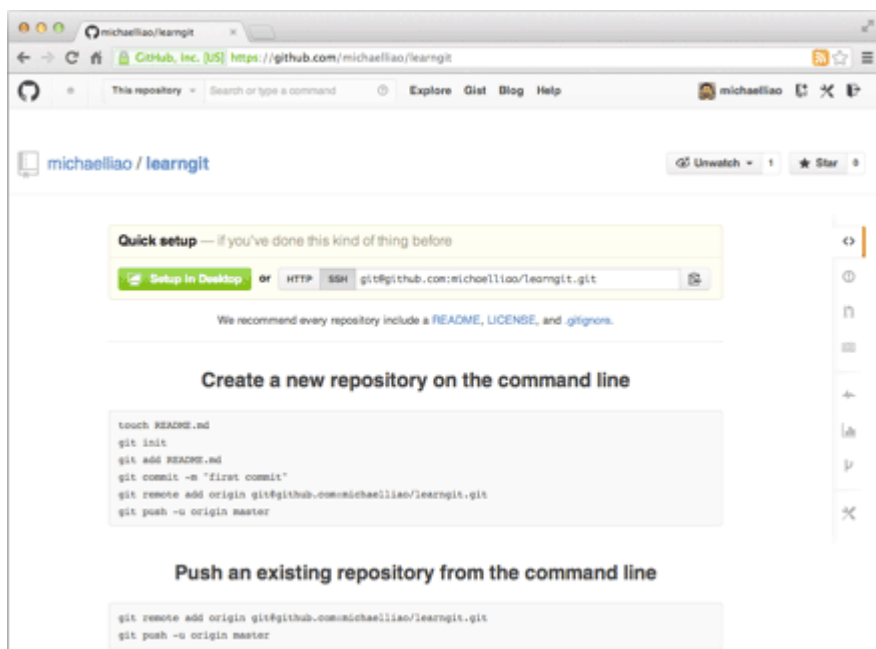 michaelliao/learngit
GitHub, Inc. [US] https://github.com/michaelliao/learngit
This repository Search or type a command Explore Gist Blog Help michaelliao
michaelliao / learngit Unwatch 1 Star 0
Quick setup — if you've done this kind of thing before
Setup in Desktop or HTTP SSH git@github.com:michaelliao/learngit.git
We recommend every repository include a README, LICENSE, and .gitignore.
Create a new repository on the command line
touch README.md
git init
git add README.md
git commit -m "first commit"
git remote add origin git@github.com:michaelliao/learngit.git
git push -u origin master
Push an existing repository from the command line
git remote add origin git@github.com:michaelliao/learngit.git
git push -u origin master